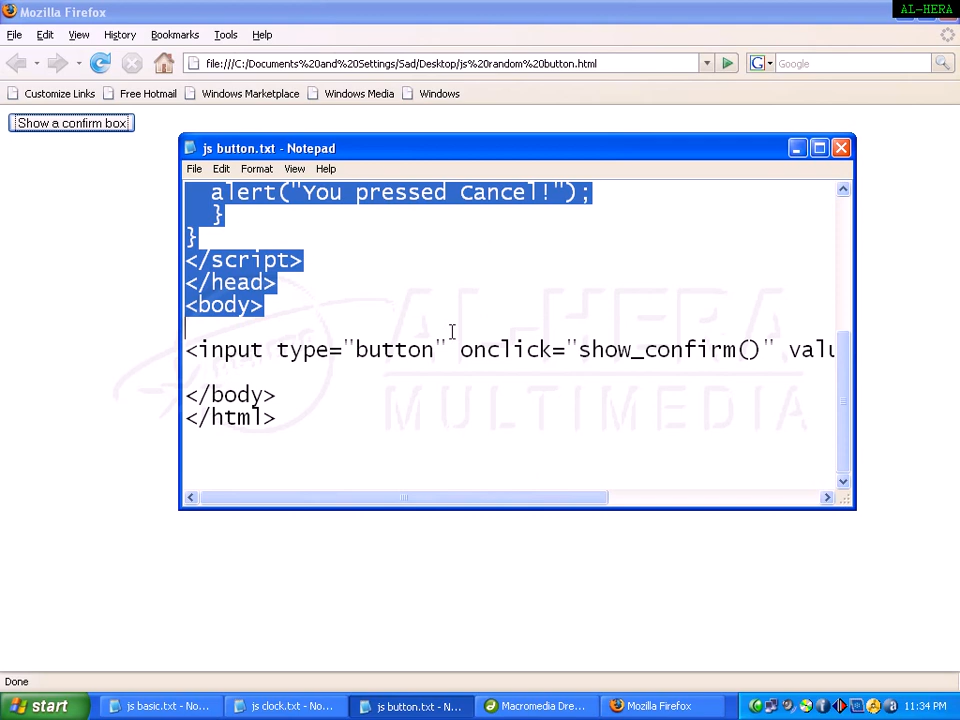 Mozilla Firefox
AL-HERA
File Edit View History Bookmarks Tools Help
file:///C:/Documents%20and%20Settings/Sad/Desktop/js%20random%20button.html
Google
Customize Links Free Hotmail Windows Marketplace Windows Media Windows
Show a confirm box
js button.txt - Notepad
File Edit Format View Help
alert("You pressed Cancel!");
}
}
</script>
</head>
<body>
<input type="button" onclick="show_confirm()" valu
</body>
</html>
AL-HERA
MULTIMEDIA
Done
start js basic.txt - No... js clock.txt - No... js button.txt - N... Macromedia Dre... Mozilla Firefox 11:34 PM